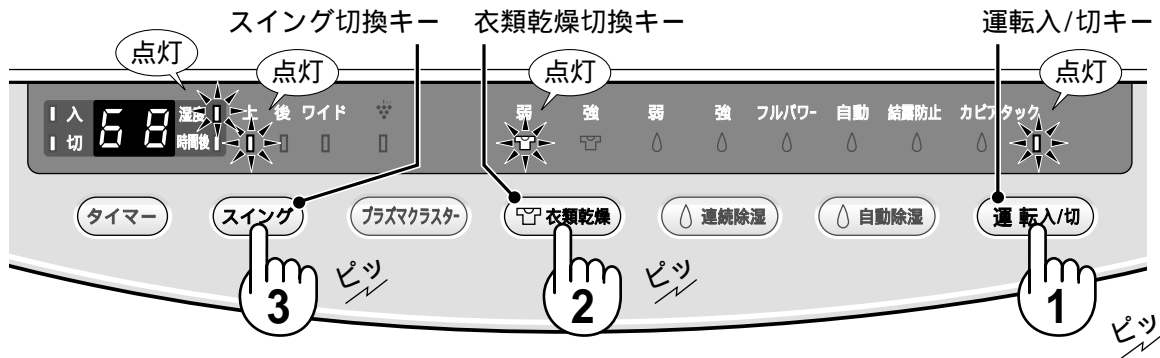 スイング切換キー 衣類乾燥切換キー 運転入/切キー
点灯 点灯 点灯 点灯
入 68 湿度 上 後 ワイド 弱 強 弱 強 フルパワー 自動 結露防止 カビアタック
切 時間後
タイマー スイング プラズマクラスター 衣類乾燥 連続除湿 自動除湿 運転入/切
3 ピッ 2 ピッ 1 ピッ